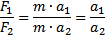 F₁/F₂ = m · a₁/m · a₂ = a₁/a₂